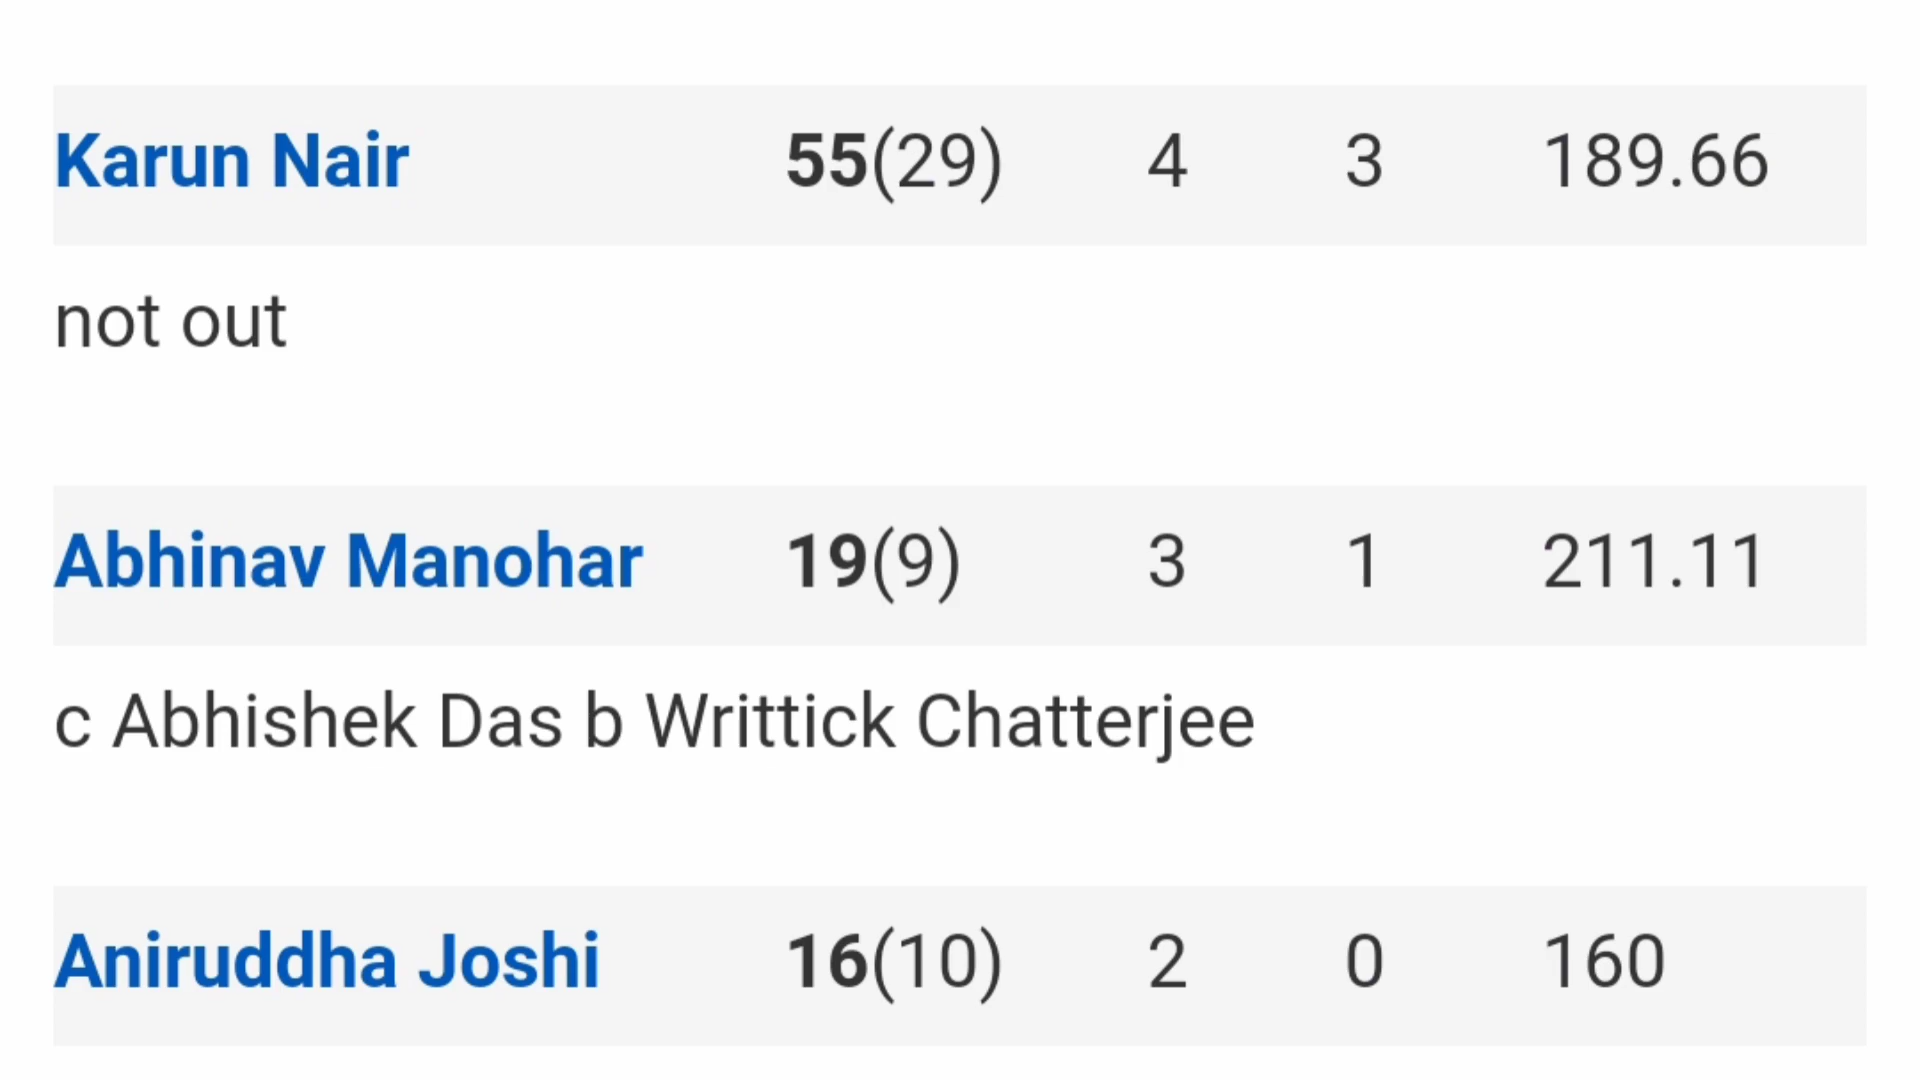 Karun Nair 55(29) 4 3 189.66
not out
Abhinav Manohar 19(9) 3 1 211.11
c Abhishek Das b Writtick Chatterjee
Aniruddha Joshi 16(10) 2 0 160